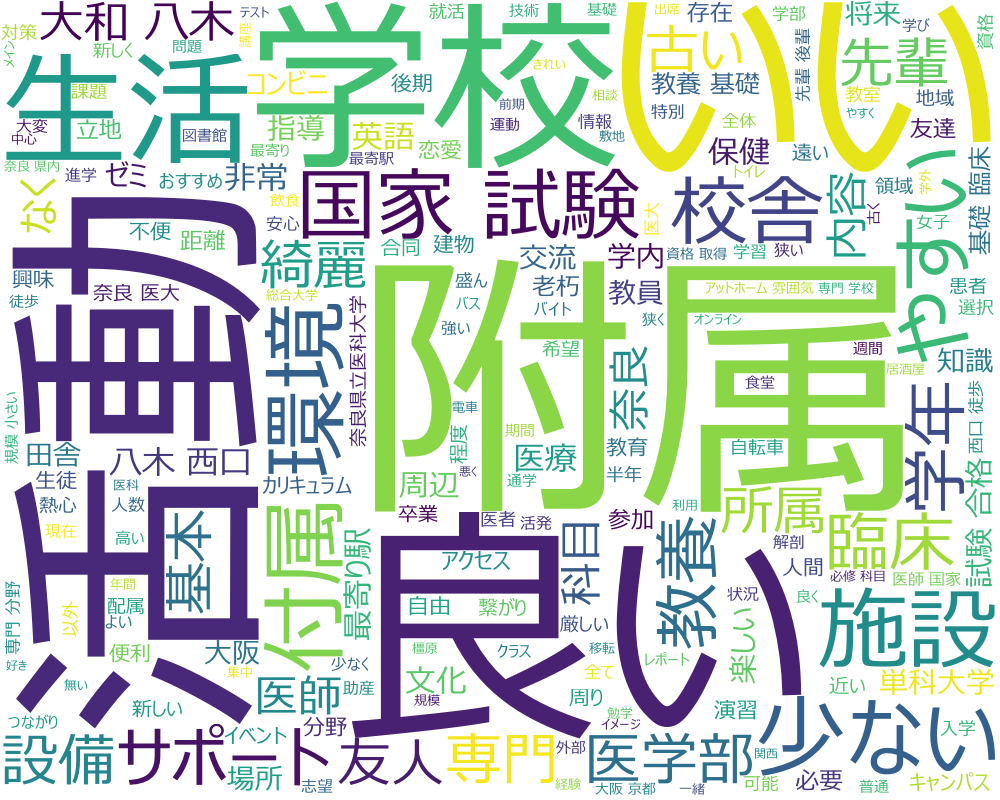 対策
新しく
問題
テスト
講座
メイン
大和 八木
課題
生活
学校
いい
就活
技術
基礎
出席
存在
学部
将来
学び
資格
コンビニ
後期
きれい
古い
先輩
先輩 後輩
大変
中心
立地
図書館
指導
英語
前期
運動
相談
情報
敷地
教養 基礎
特別
教室
やすく
地域
全体
友達
奈良 県内
進学
ゼミ
最寄り
おすすめ
非常
最寄駅
恋愛
保健
遠い
トイレ
古く
学外
なく
飲食
国家 試験
医大
校舎
内容
領域
女子
やすい
基礎 臨床
不便
距離
安心
綺麗
合同
建物
交流
学内
資格 取得
学習
狭い
興味
徒歩
奈良 医大
総合大学
盛ん
バス
老朽
教員
アットホーム 雰囲気
専門 学校
患者
選択
活動
環境
奈良県立医科大学
強い
バイト
狭く
オンライン
附属
希望
週間
知識
居酒屋
規模 小さい
電車
奈良
食堂
学年
西口 徒歩
田舎
八木 西口
程度
期間
悪く
医療
教育
自転車
生徒
熱心
医科
人数
カリキュラム
周辺
通学
半年
合格
試験
現在
高い
付属
卒業
医者
活発
参加
利用
所属
臨床
基本
最寄り駅
アクセス
科目
教養
解剖
人間
必修 科目
医師 国家
専門 分野
以外
年間
配属
よい
自由
繋がり
良い
厳しい
状況
良く
施設
好き
便利
集中
大阪
少なく
橿原
クラス
移転
全て
レポート
楽しい
無い
医師
助産
文化
規模
周り
近い
単科大学
つながり
新しい
分野
勉学
イメージ
演習
少ない
入学
設備
サポート
イベント
場所
志望
友人
専門
外部
経験
医学部
大阪 京都
一緒
関西
可能
必要
普通
キャンパス